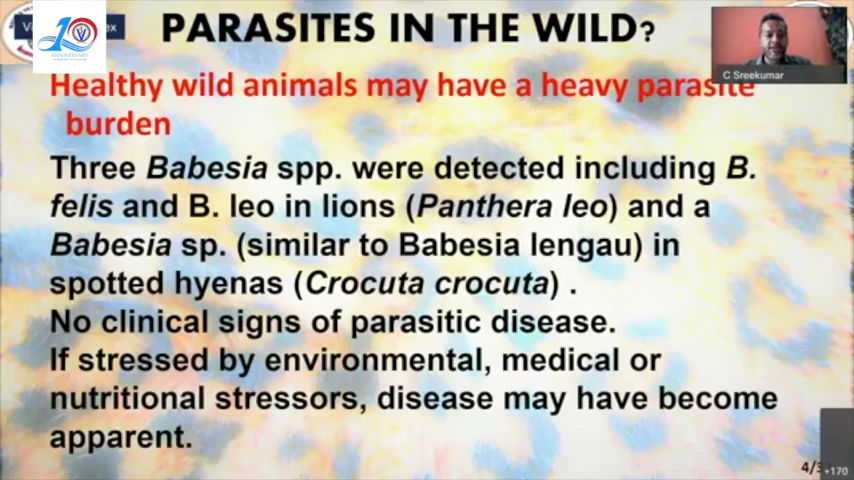 PARASITES IN THE WILD?
10
ANNIVERSARY
C Sreekumar
Healthy wild animals may have a heavy parasite
burden
Three Babesia spp. were detected including B.
felis and B. leo in lions (Panthera leo) and a
Babesia sp. (similar to Babesia lengau) in
spotted hyenas (Crocuta crocuta) .
No clinical signs of parasitic disease.
If stressed by environmental, medical or
nutritional stressors, disease may have become
apparent.
+170